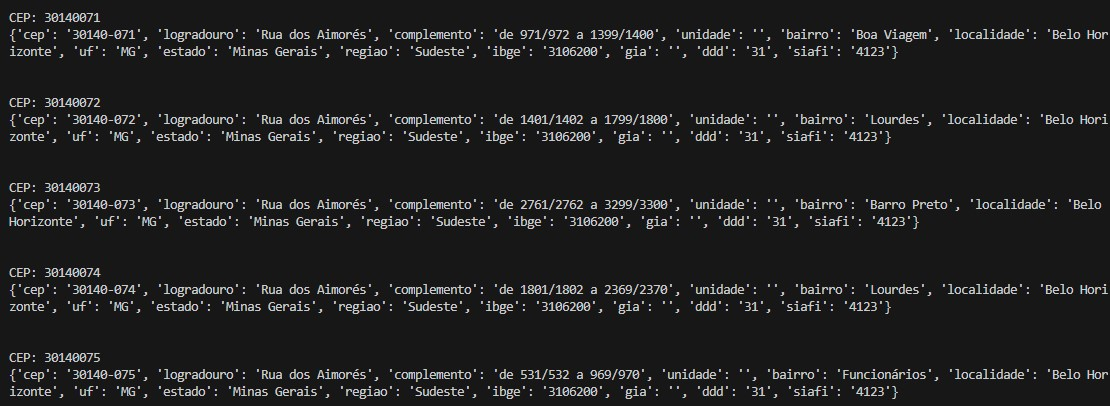 CEP: 30140071
{'cep': '30140-071', 'logradouro': 'Rua dos Aimorés', 'complemento': 'de 971/972 a 1399/1400', 'unidade': '', 'bairro': 'Boa Viagem', 'localidade': 'Belo Hor
izonte', 'uf': 'MG', 'estado': 'Minas Gerais', 'regiao': 'Sudeste', 'ibge': '3106200', 'gia': '', 'ddd': '31', 'siafi': '4123'}
CEP: 30140072
{'cep': '30140-072', 'logradouro': 'Rua dos Aimorés', 'complemento': 'de 1401/1402 a 1799/1800', 'unidade': '', 'bairro': 'Lourdes', 'localidade': 'Belo Hori
zonte', 'uf': 'MG', 'estado': 'Minas Gerais', 'regiao': 'Sudeste', 'ibge': '3106200', 'gia': '', 'ddd': '31', 'siafi': '4123'}
CEP: 30140073
{'cep': '30140-073', 'logradouro': 'Rua dos Aimorés', 'complemento': 'de 2761/2762 a 3299/3300', 'unidade': '', 'bairro': 'Barro Preto', 'localidade': 'Belo
Horizonte', 'uf': 'MG', 'estado': 'Minas Gerais', 'regiao': 'Sudeste', 'ibge': '3106200', 'gia': '', 'ddd': '31', 'siafi': '4123'}
CEP: 30140074
{'cep': '30140-074', 'logradouro': 'Rua dos Aimorés', 'complemento': 'de 1801/1802 a 2369/2370', 'unidade': '', 'bairro': 'Lourdes', 'localidade': 'Belo Hori
zonte', 'uf': 'MG', 'estado': 'Minas Gerais', 'regiao': 'Sudeste', 'ibge': '3106200', 'gia': '', 'ddd': '31', 'siafi': '4123'}
CEP: 30140075
{'cep': '30140-075', 'logradouro': 'Rua dos Aimorés', 'complemento': 'de 531/532 a 969/970', 'unidade': '', 'bairro': 'Funcionários', 'localidade': 'Belo Hor
izonte', 'uf': 'MG', 'estado': 'Minas Gerais', 'regiao': 'Sudeste', 'ibge': '3106200', 'gia': '', 'ddd': '31', 'siafi': '4123'}